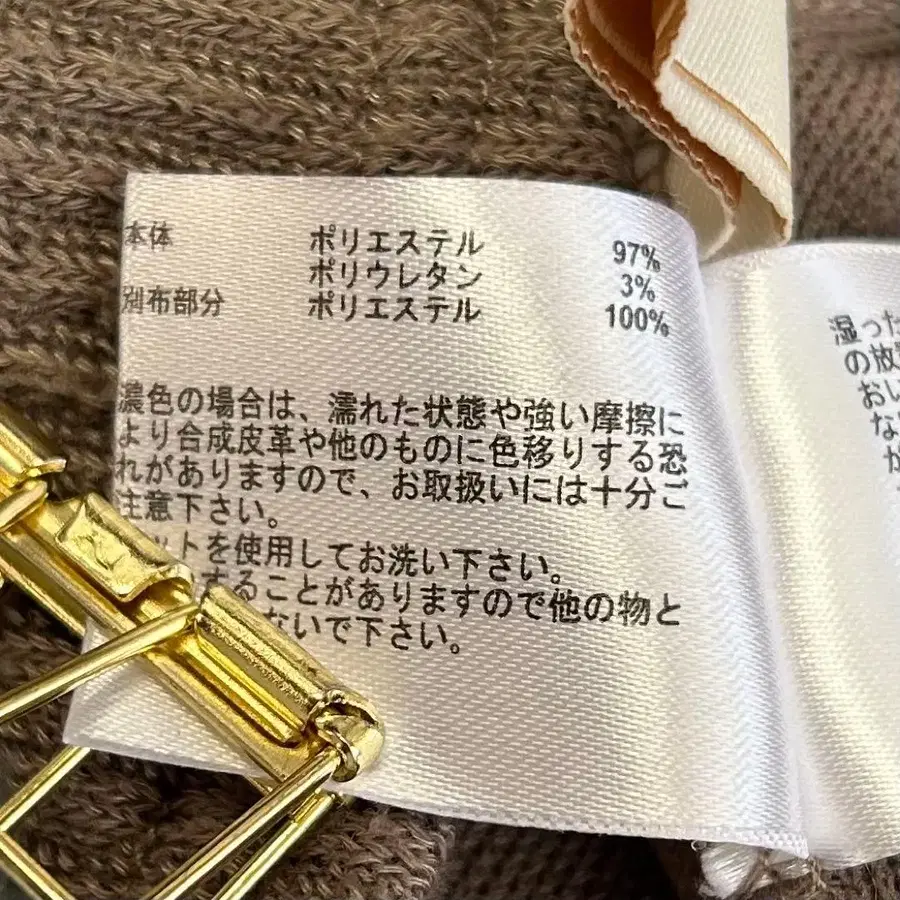 本体 ポリエステル 97%
ポリウレタン 3%
別布部分 ポリエステル 100%
濃色の場合は、濡れた状態や強い摩擦に
より合成皮革や他のものに色移りする恐
れがありますので、お取扱いには十分ご
注意下さい。
ットを使用してお洗い下さい。
することがありますので他の物と
ないで下さい。
湿った
の放
おい
な
が